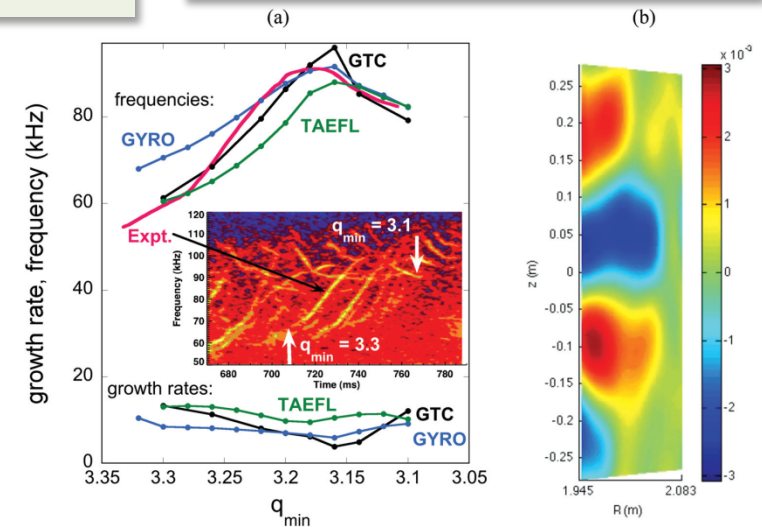 (a)
(b)
growth rate, frequency (kHz)
80
60
40
20
0
frequencies:
GTC
GYRO
TAEFL
Expt.
growth rates:
TAEFL
GTC
GYRO
3.35
3.3
3.25
3.2
3.15
3.1
3.05
qmin
Frequency (kHz)
120
110
100
90
80
70
60
50
qmin = 3.1
qmin = 3.3
680
700
720
740
760
780
Time (ms)
z (m)
0.25
0.2
0.15
0.1
0.05
0
-0.05
-0.1
-0.15
-0.2
-0.25
1.945
2.083
R (m)
x 10⁻³
3
2
1
0
-1
-2
-3